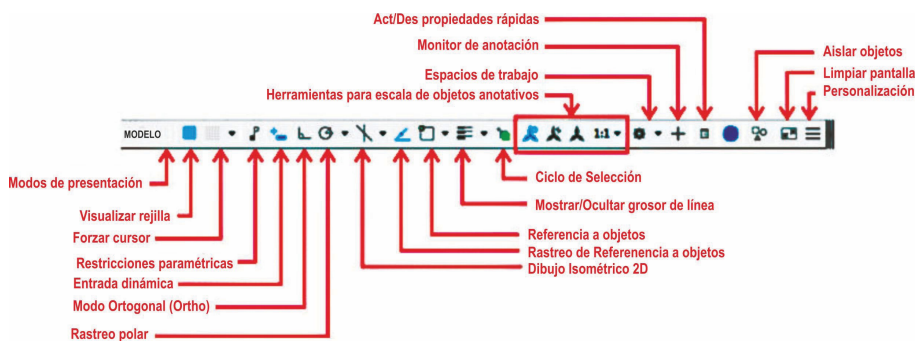 Act/Des propiedades rápidas
Monitor de anotación
Aislar objetos
Espacios de trabajo
Limpiar pantalla
Herramientas para escala de objetos anotativos
Personalización
MODELO
1:1
Modos de presentación
Ciclo de Selección
Visualizar rejilla
Mostrar/Ocultar grosor de línea
Forzar cursor
Referencia a objetos
Restricciones paramétricas
Rastreo de Referenencia a objetos
Entrada dinámica
Dibujo Isométrico 2D
Modo Ortogonal (Ortho)
Rastreo polar